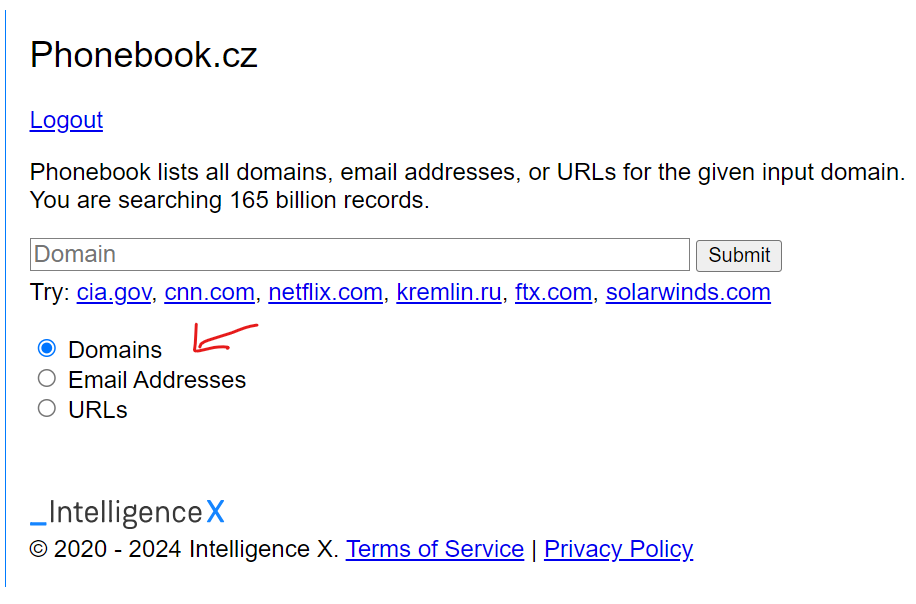 Phonebook.cz
Logout
Phonebook lists all domains, email addresses, or URLs for the given input domain.
You are searching 165 billion records.
Domain Submit
Try: cia.gov, cnn.com, netflix.com, kremlin.ru, ftx.com, solarwinds.com
Domains
Email Addresses
URLs
_IntelligenceX
© 2020 - 2024 Intelligence X. Terms of Service | Privacy Policy